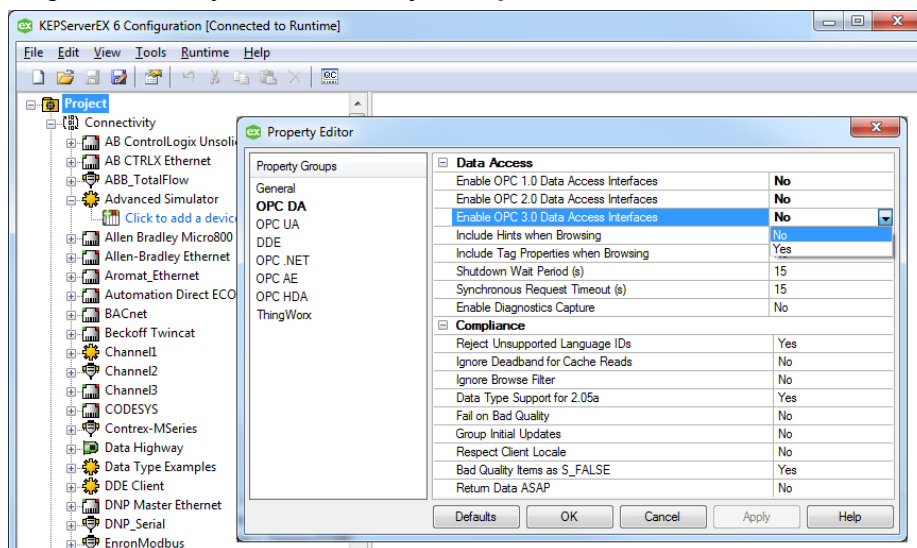 KEPServerEX 6 Configuration [Connected to Runtime]
File Edit View Tools Runtime Help
QC
Project
Connectivity
AB ControlLogix Unsoli
AB CTRLX Ethernet
ABB_TotalFlow
Advanced Simulator
Click to add a device
Allen Bradley Micro800
Allen-Bradley Ethernet
Aromat_Ethernet
Automation Direct ECO
BACnet
Beckoff Twincat
Channel1
Channel2
Channel3
CODESYS
Contrex-MSeries
Data Highway
Data Type Examples
DDE Client
DNP Master Ethernet
DNP_Serial
EnronModbus
ex Property Editor
Property Groups
General
OPC DA
OPC UA
DDE
OPC .NET
OPC AE
OPC HDA
ThingWorx
Data Access
Enable OPC 1.0 Data Access Interfaces No
Enable OPC 2.0 Data Access Interfaces No
Enable OPC 3.0 Data Access Interfaces No
No
Yes
Include Hints when Browsing
Include Tag Properties when Browsing
Shutdown Wait Period (s) 15
Synchronous Request Timeout (s) 15
Enable Diagnostics Capture No
Compliance
Reject Unsupported Language IDs Yes
Ignore Deadband for Cache Reads No
Ignore Browse Filter No
Data Type Support for 2.05a Yes
Fail on Bad Quality No
Group Initial Updates No
Respect Client Locale No
Bad Quality Items as S_FALSE Yes
Return Data ASAP No
Defaults OK Cancel Apply Help